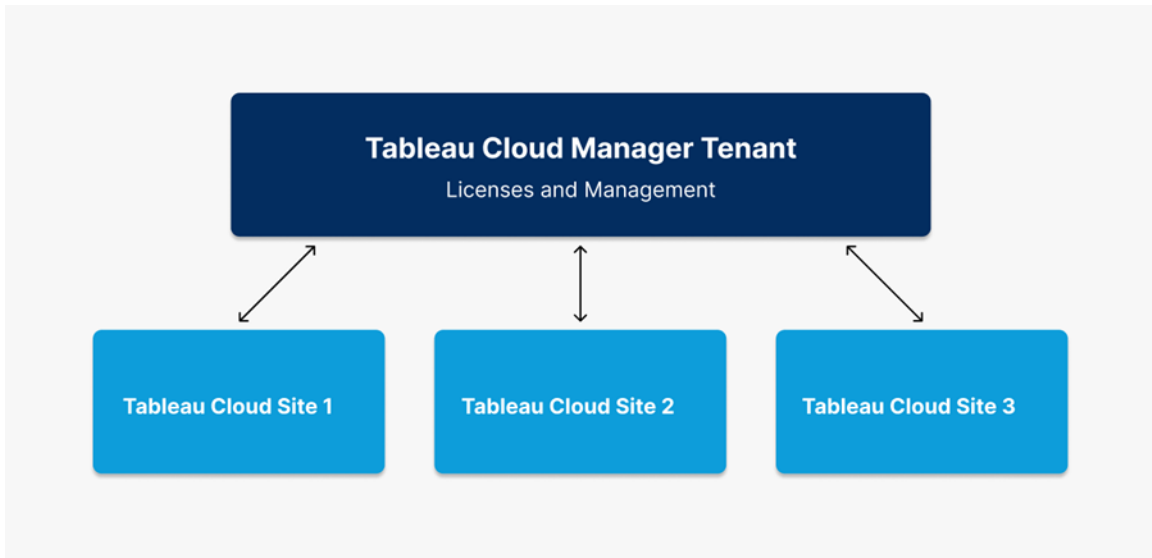 Tableau Cloud Manager Tenant
Licenses and Management
Tableau Cloud Site 1
Tableau Cloud Site 2
Tableau Cloud Site 3